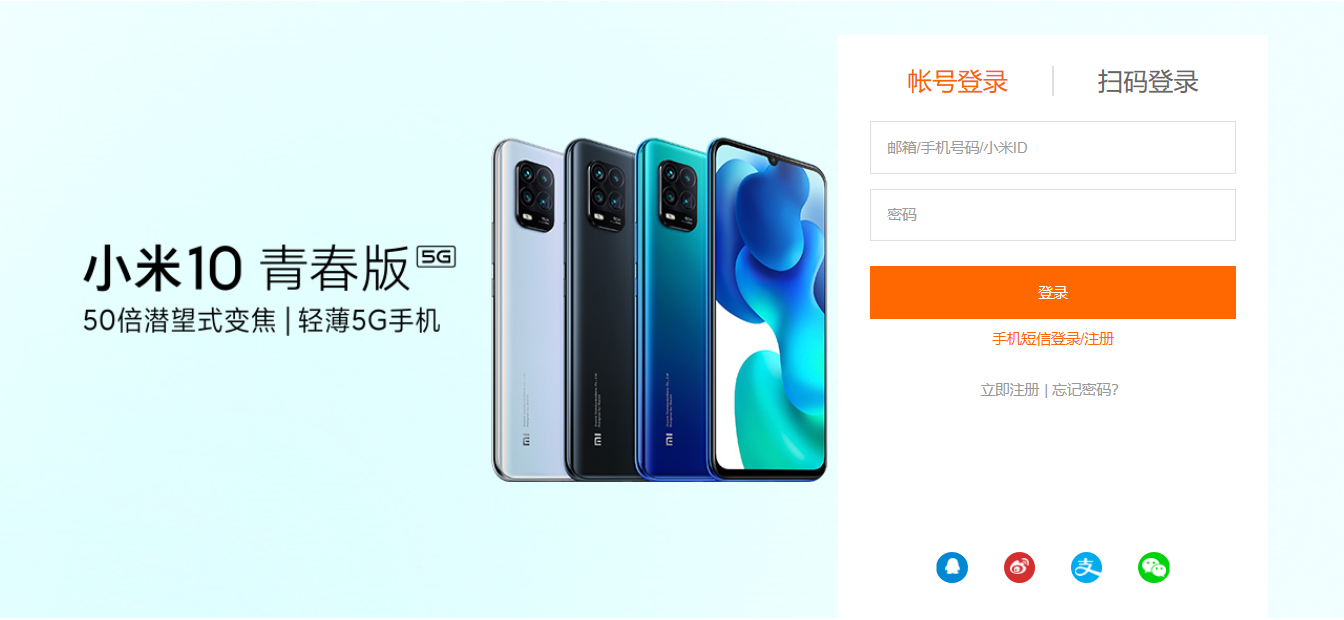 帐号登录
扫码登录
邮箱/手机号码/小米ID
密码
小米10 青春版 5G
50倍潜望式变焦 | 轻薄5G手机
登录
手机短信登录/注册
立即注册 | 忘记密码?
支